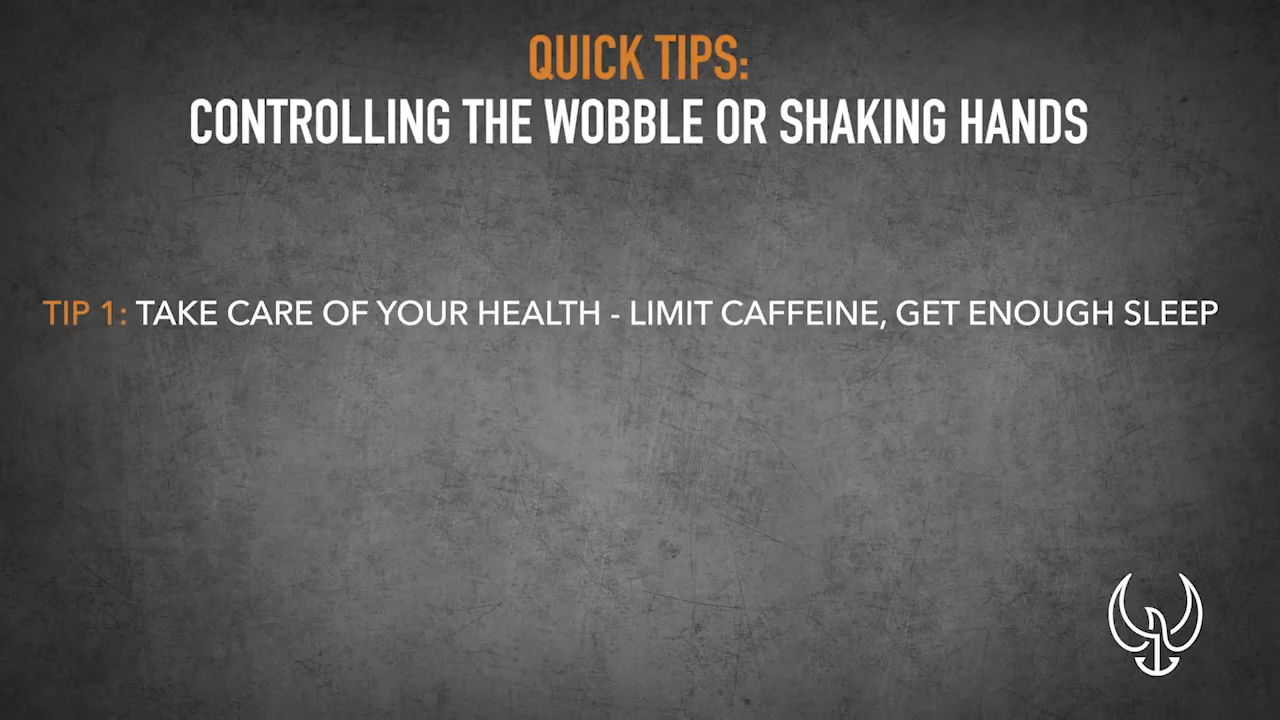 QUICK TIPS:
CONTROLLING THE WOBBLE OR SHAKING HANDS
TIP 1: TAKE CARE OF YOUR HEALTH - LIMIT CAFFEINE, GET ENOUGH SLEEP